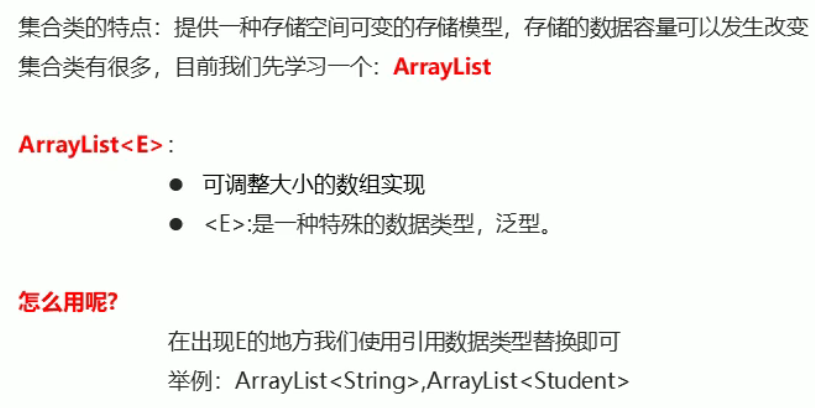 集合类的特点：提供一种存储空间可变的存储模型，存储的数据容量可以发生改变
集合类有很多，目前我们先学习一个：ArrayList
ArrayList<E>：
● 可调整大小的数组实现
● <E>:是一种特殊的数据类型，泛型。
怎么用呢?
在出现E的地方我们使用引用数据类型替换即可
举例：ArrayList<String>,ArrayList<Student>